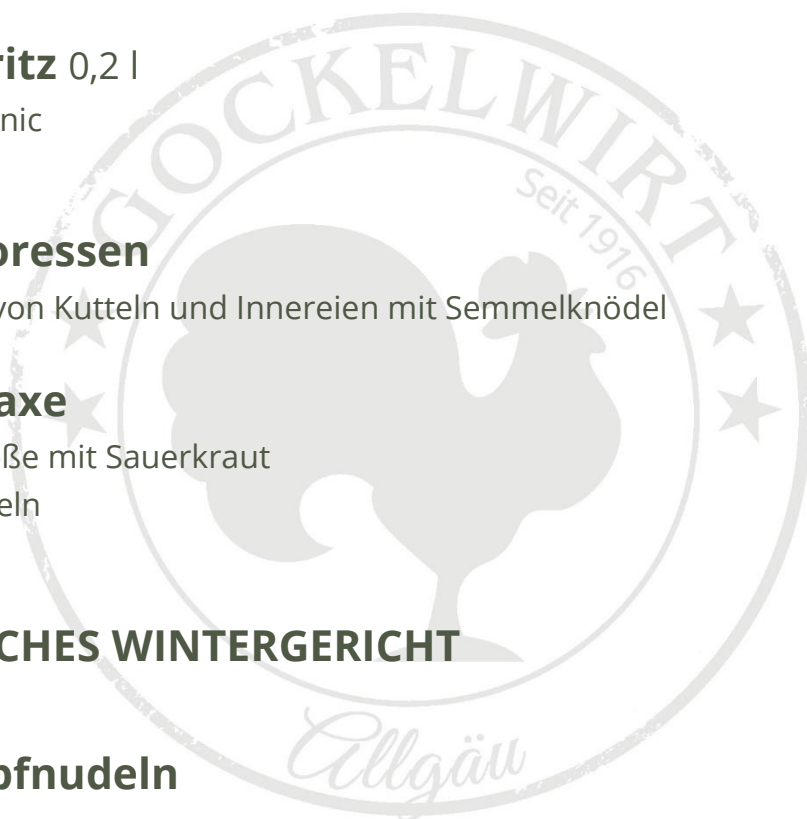 ritz 0,2 l
nic
GOCKELWIRT
Seit 1916
oressen
von Kutteln und Innereien mit Semmelknödel
axe
ße mit Sauerkraut
eln
CHES WINTERGERICHT
Allgäu
pfnudeln